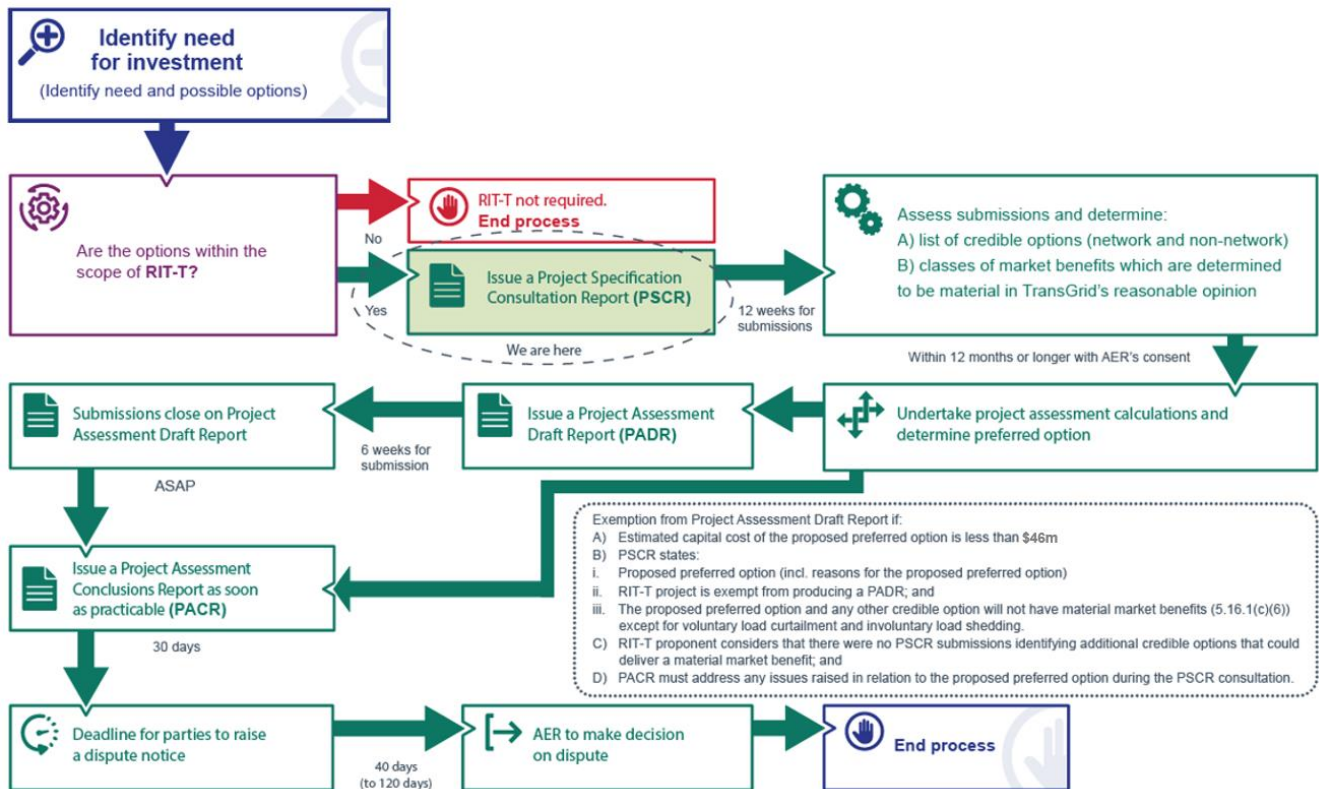 Identify need
for investment
(Identify need and possible options)
Are the options within the
scope of RIT-T?
No
RIT-T not required.
End process
Yes
Issue a Project Specification
Consultation Report (PSCR)
We are here
12 weeks for
submissions
Assess submissions and determine:
A) list of credible options (network and non-network)
B) classes of market benefits which are determined
to be material in TransGrid's reasonable opinion
Within 12 months or longer with AER's consent
Undertake project assessment calculations and
determine preferred option
Issue a Project Assessment
Draft Report (PADR)
6 weeks for
submission
Submissions close on Project
Assessment Draft Report
ASAP
Exemption from Project Assessment Draft Report if:
A) Estimated capital cost of the proposed preferred option is less than $46m
B) PSCR states:
i. Proposed preferred option (incl. reasons for the proposed preferred option)
ii. RIT-T project is exempt from producing a PADR; and
iii. The proposed preferred option and any other credible option will not have material market benefits (5.16.1(c)(6))
except for voluntary load curtailment and involuntary load shedding.
C) RIT-T proponent considers that there were no PSCR submissions identifying additional credible options that could
deliver a material market benefit; and
D) PACR must address any issues raised in relation to the proposed preferred option during the PSCR consultation.
Issue a Project Assessment
Conclusions Report as soon
as practicable (PACR)
30 days
Deadline for parties to raise
a dispute notice
40 days
(to 120 days)
AER to make decision
on dispute
End process